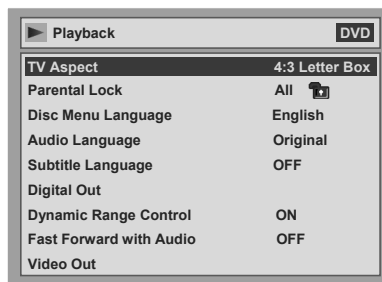 Playback DVD
TV Aspect 4:3 Letter Box
Parental Lock All
Disc Menu Language English
Audio Language Original
Subtitle Language OFF
Digital Out
Dynamic Range Control ON
Fast Forward with Audio OFF
Video Out